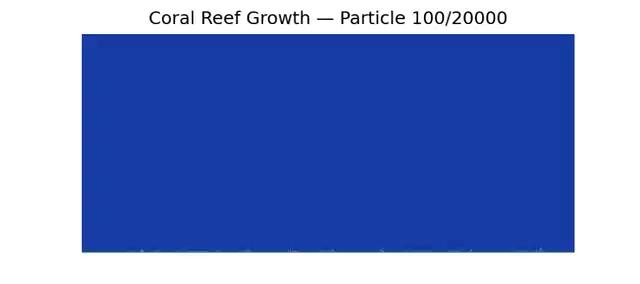 Coral Reef Growth — Particle 100/20000